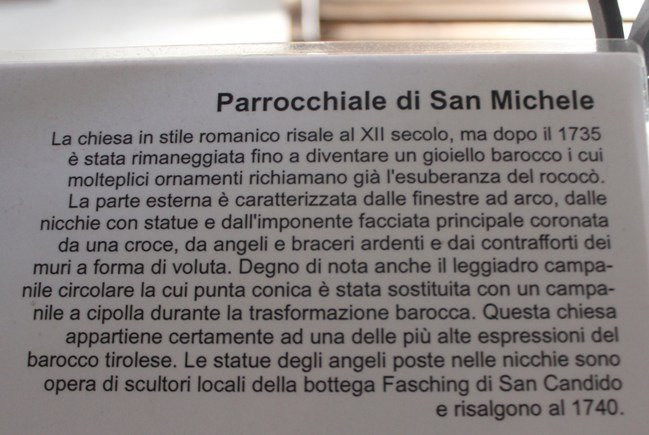 Parrocchiale di San Michele
La chiesa in stile romanico risale al XII secolo, ma dopo il 1735
è stata rimaneggiata fino a diventare un gioiello barocco i cui
molteplici ornamenti richiamano già l'esuberanza del rococò.
La parte esterna è caratterizzata dalle finestre ad arco, dalle
nicchie con statue e dall'imponente facciata principale coronata
da una croce, da angeli e braceri ardenti e dai contrafforti dei
muri a forma di voluta. Degno di nota anche il leggiadro campa-
nile circolare la cui punta conica è stata sostituita con un campa-
nile a cipolla durante la trasformazione barocca. Questa chiesa
appartiene certamente ad una delle più alte espressioni del
barocco tirolese. Le statue degli angeli poste nelle nicchie sono
opera di scultori locali della bottega Fasching di San Candido
e risalgono al 1740.